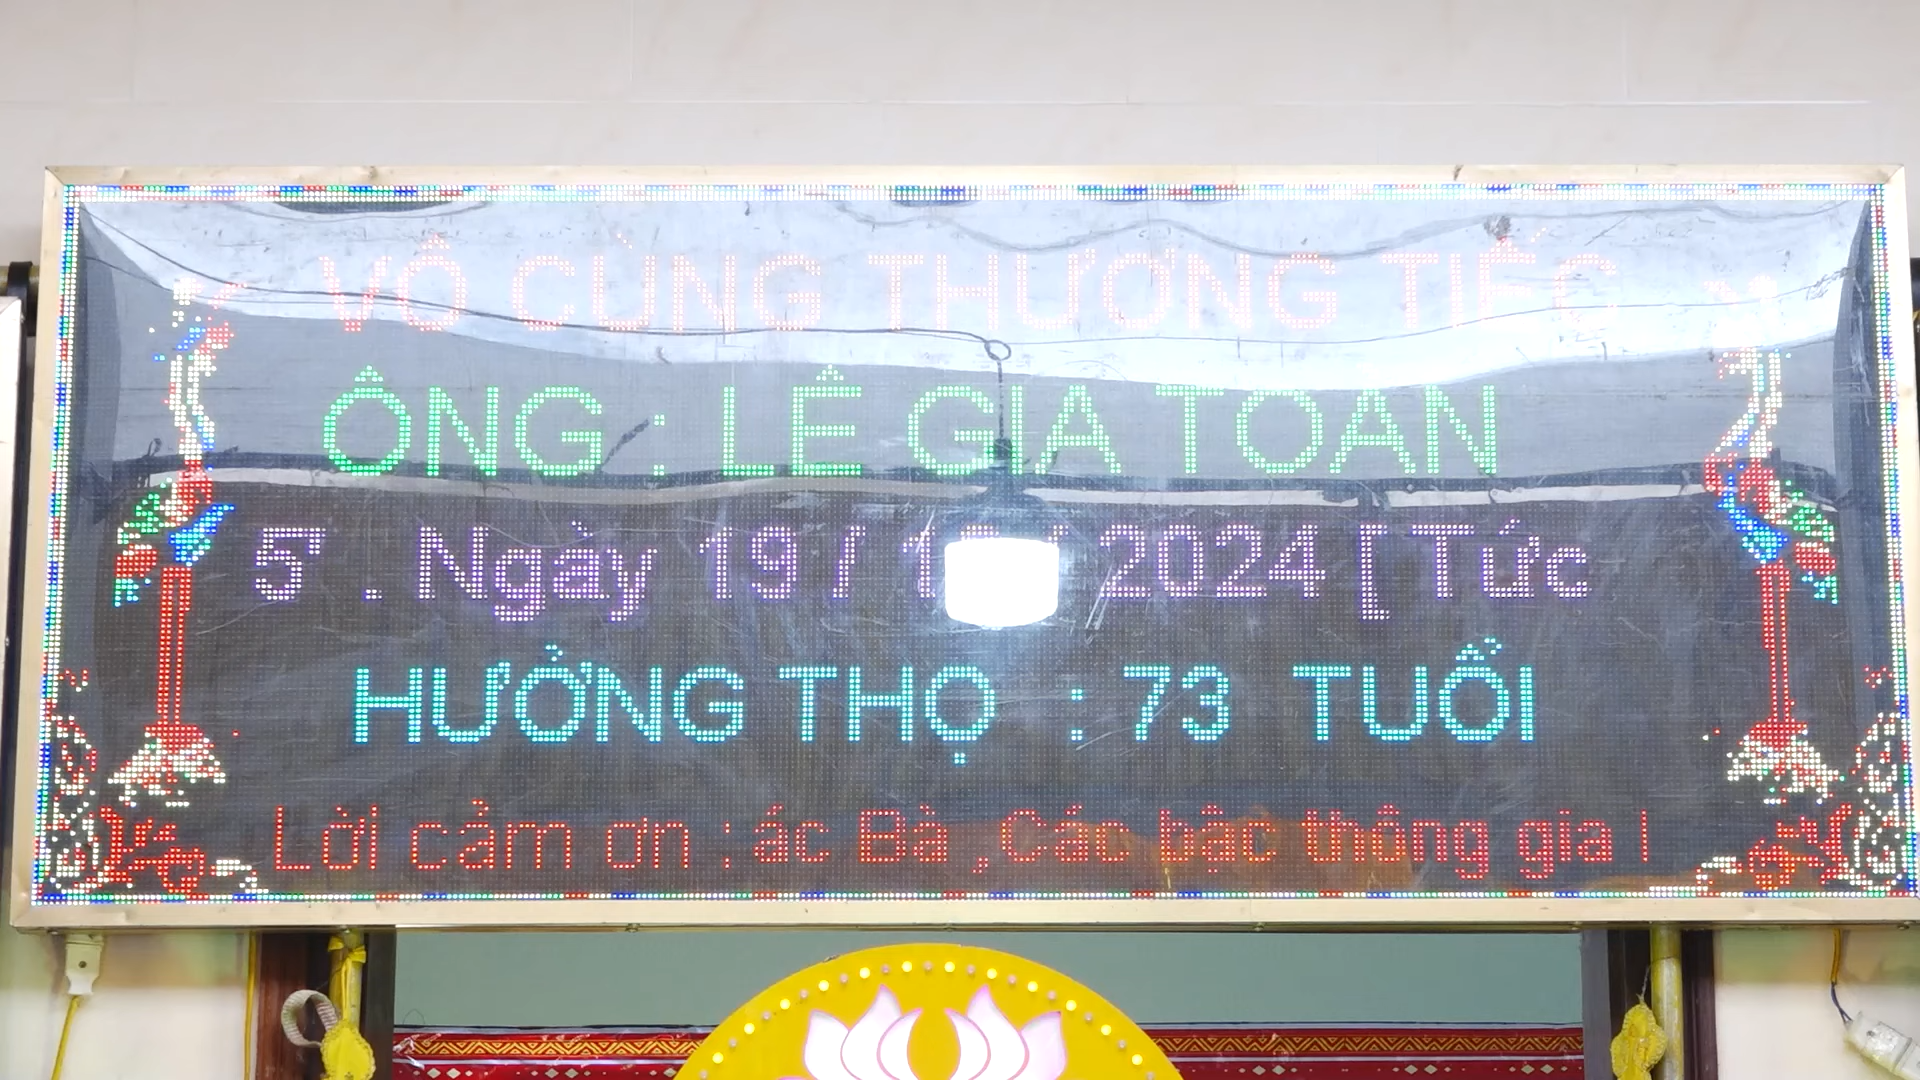 VÔ CÙNG THƯƠNG TIẾC
ÔNG : LÊ GIA TOAN
5 . Ngày 19 / / 2024 [ Tức
HƯỞNG THỌ : 73 TUỔI
Lời cảm ơn : ác Bà , Các bậc thông gia